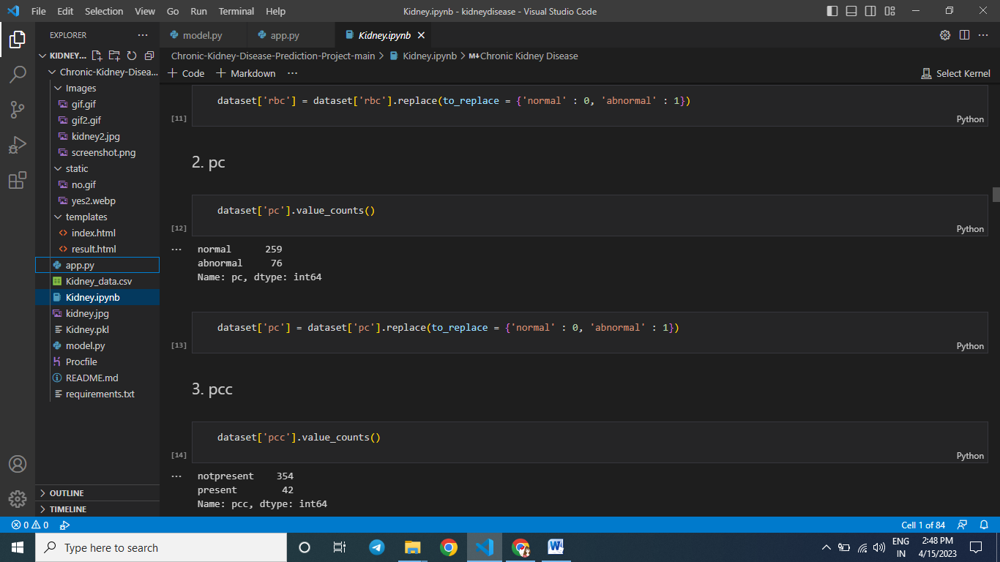 File Edit Selection View Go Run Terminal Help
Kidney.ipynb - kidneydisease - Visual Studio Code
EXPLORER
model.py
app.py
Kidney.ipynb
KIDNEY...
Chronic-Kidney-Disease-Prediction-Project-main > Kidney.ipynb > M↓Chronic Kidney Disease
Chronic-Kidney-Disea...
+ Code + Markdown ...
Select Kernel
Images
gif.gif
gif2.gif
kidney2.jpg
screenshot.png
static
no.gif
yes2.webp
templates
index.html
result.html
app.py
Kidney_data.csv
Kidney.ipynb
kidney.jpg
Kidney.pkl
model.py
Procfile
README.md
requirements.txt
OUTLINE
TIMELINE
dataset['rbc'] = dataset['rbc'].replace(to_replace = {'normal' : 0, 'abnormal' : 1})
[11]
Python
2. pc
dataset['pc'].value_counts()
[12]
Python
normal 259
abnormal 76
Name: pc, dtype: int64
dataset['pc'] = dataset['pc'].replace(to_replace = {'normal' : 0, 'abnormal' : 1})
[13]
Python
3. pcc
dataset['pcc'].value_counts()
[14]
Python
notpresent 354
present 42
Name: pcc, dtype: int64
0 0
Cell 1 of 84
Type here to search
ENG
IN
2:48 PM
4/15/2023